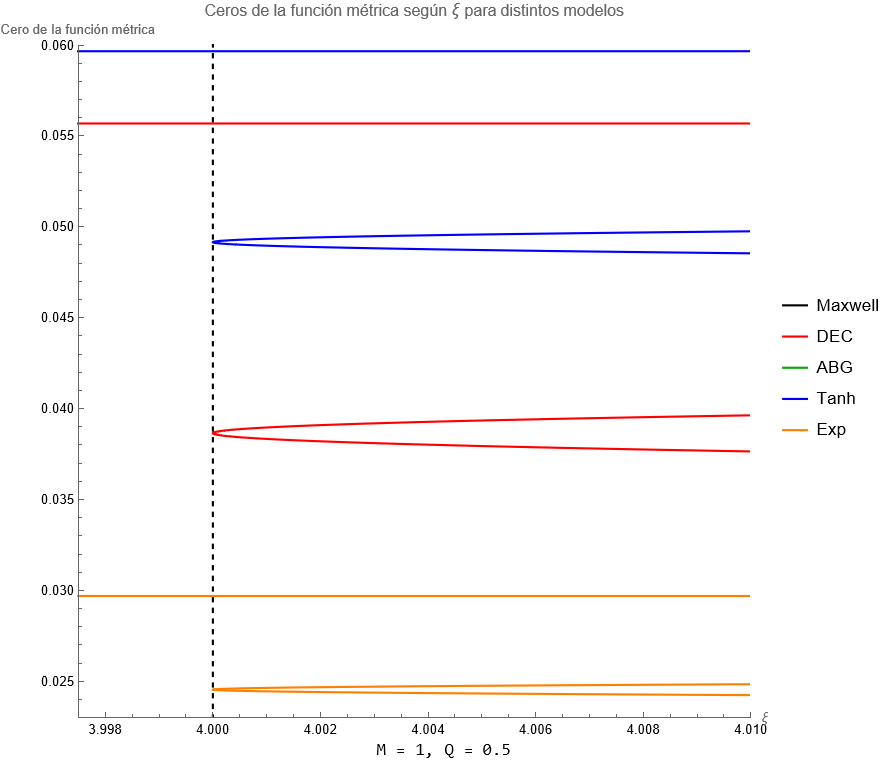 Ceros de la función métrica según ξ para distintos modelos
Cero de la función métrica
0.060
0.055
0.050
0.045
0.040
0.035
0.030
0.025
3.998 4.000 4.002 4.004 4.006 4.008 4.010 ξ
M = 1, Q = 0.5
Maxwell
DEC
ABG
Tanh
Exp